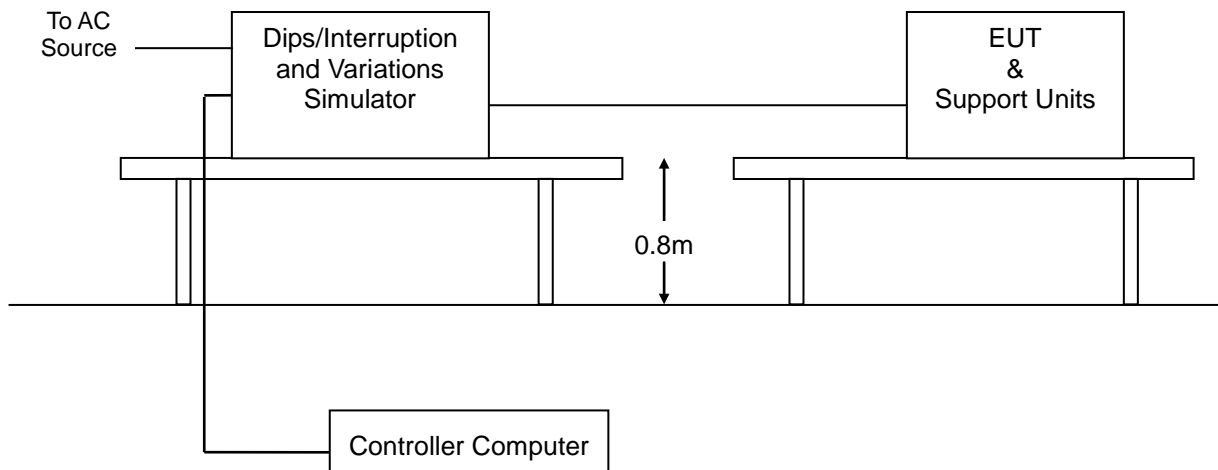 To AC
Source
Dips/Interruption
and Variations
Simulator
EUT
&
Support Units
0.8m
Controller Computer